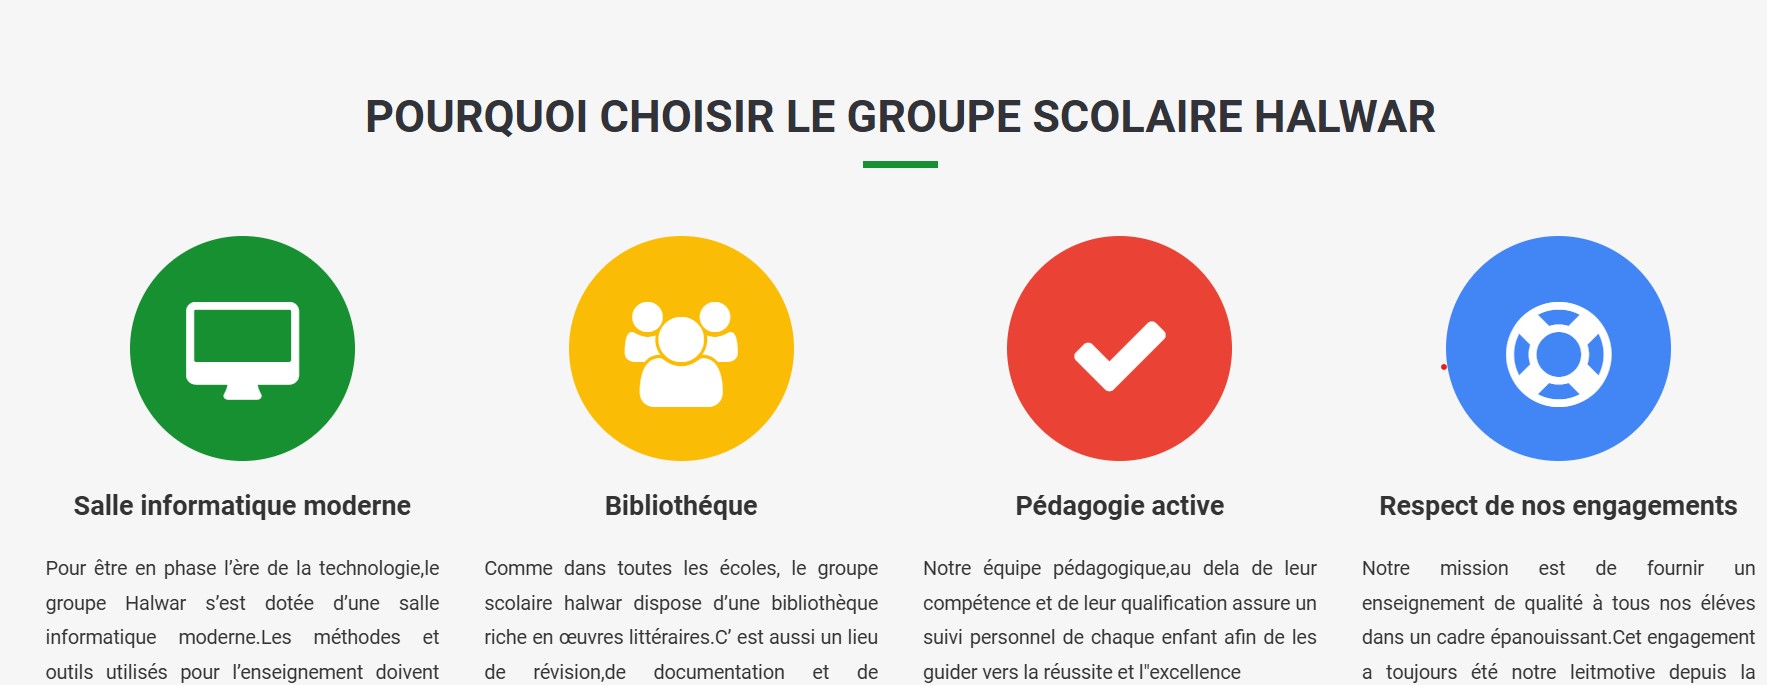 POURQUOI CHOISIR LE GROUPE SCOLAIRE HALWAR
Salle informatique moderne
Pour être en phase l’ère de la technologie,le
groupe Halwar s’est dotée d’une salle
informatique moderne.Les méthodes et
outils utilisés pour l’enseignement doivent
Bibliothéque
Comme dans toutes les écoles, le groupe
scolaire halwar dispose d’une bibliothèque
riche en œuvres littéraires.C’ est aussi un lieu
de révision,de documentation et de
Pédagogie active
Notre équipe pédagogique,au dela de leur
compétence et de leur qualification assure un
suivi personnel de chaque enfant afin de les
guider vers la réussite et l"excellence
Respect de nos engagements
Notre mission est de fournir un
enseignement de qualité à tous nos éléves
dans un cadre épanouissant.Cet engagement
a toujours été notre leitmotive depuis la